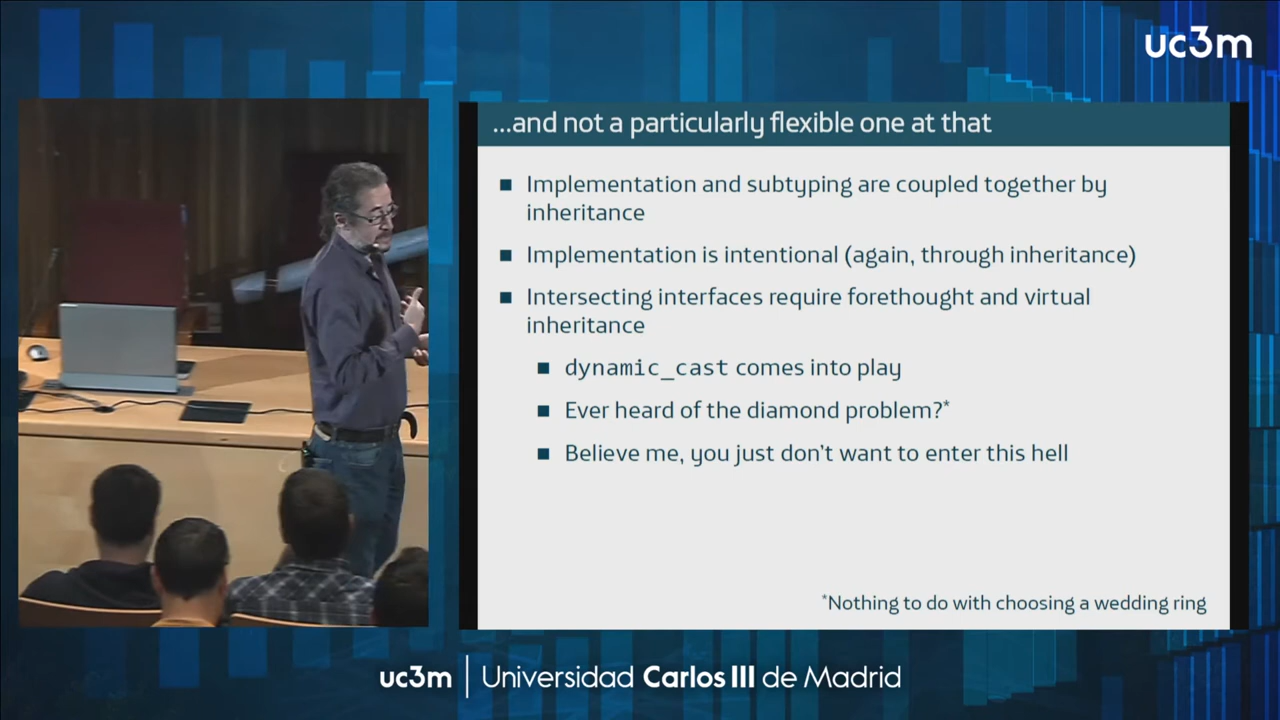 uc3m
...and not a particularly flexible one at that
Implementation and subtyping are coupled together by
inheritance
Implementation is intentional (again, through inheritance)
Intersecting interfaces require forethought and virtual
inheritance
dynamic_cast comes into play
Ever heard of the diamond problem?*
Believe me, you just don't want to enter this hell
*Nothing to do with choosing a wedding ring
uc3m | Universidad Carlos III de Madrid